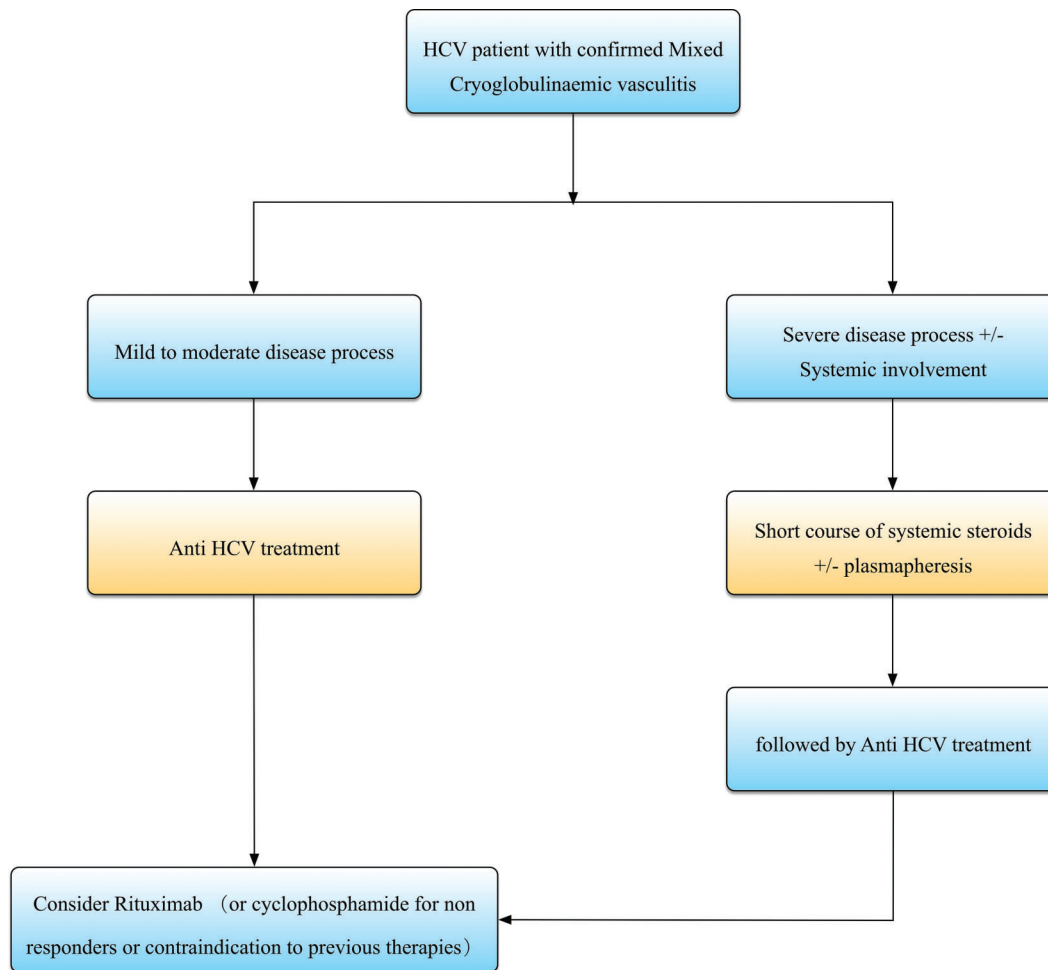 HCV patient with confirmed Mixed
Cryoglobulinaemic vasculitis
Mild to moderate disease process
Severe disease process +/-
Systemic involvement
Anti HCV treatment
Short course of systemic steroids
+/- plasmapheresis
followed by Anti HCV treatment
Consider Rituximab （or cyclophosphamide for non
responders or contraindication to previous therapies）